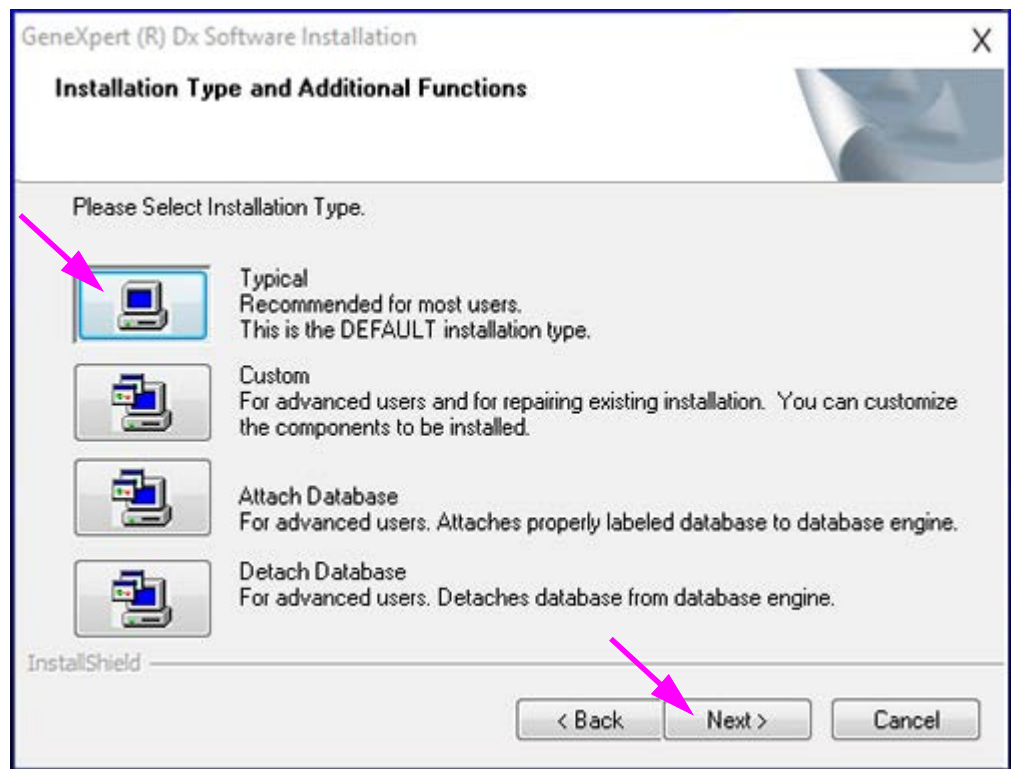 GeneXpert (R) Dx Software Installation
X
Installation Type and Additional Functions
Please Select Installation Type.
Typical
Recommended for most users.
This is the DEFAULT installation type.
Custom
For advanced users and for repairing existing installation. You can customize
the components to be installed.
Attach Database
For advanced users. Attaches properly labeled database to database engine.
Detach Database
For advanced users. Detaches database from database engine.
InstallShield
< Back
Next >
Cancel